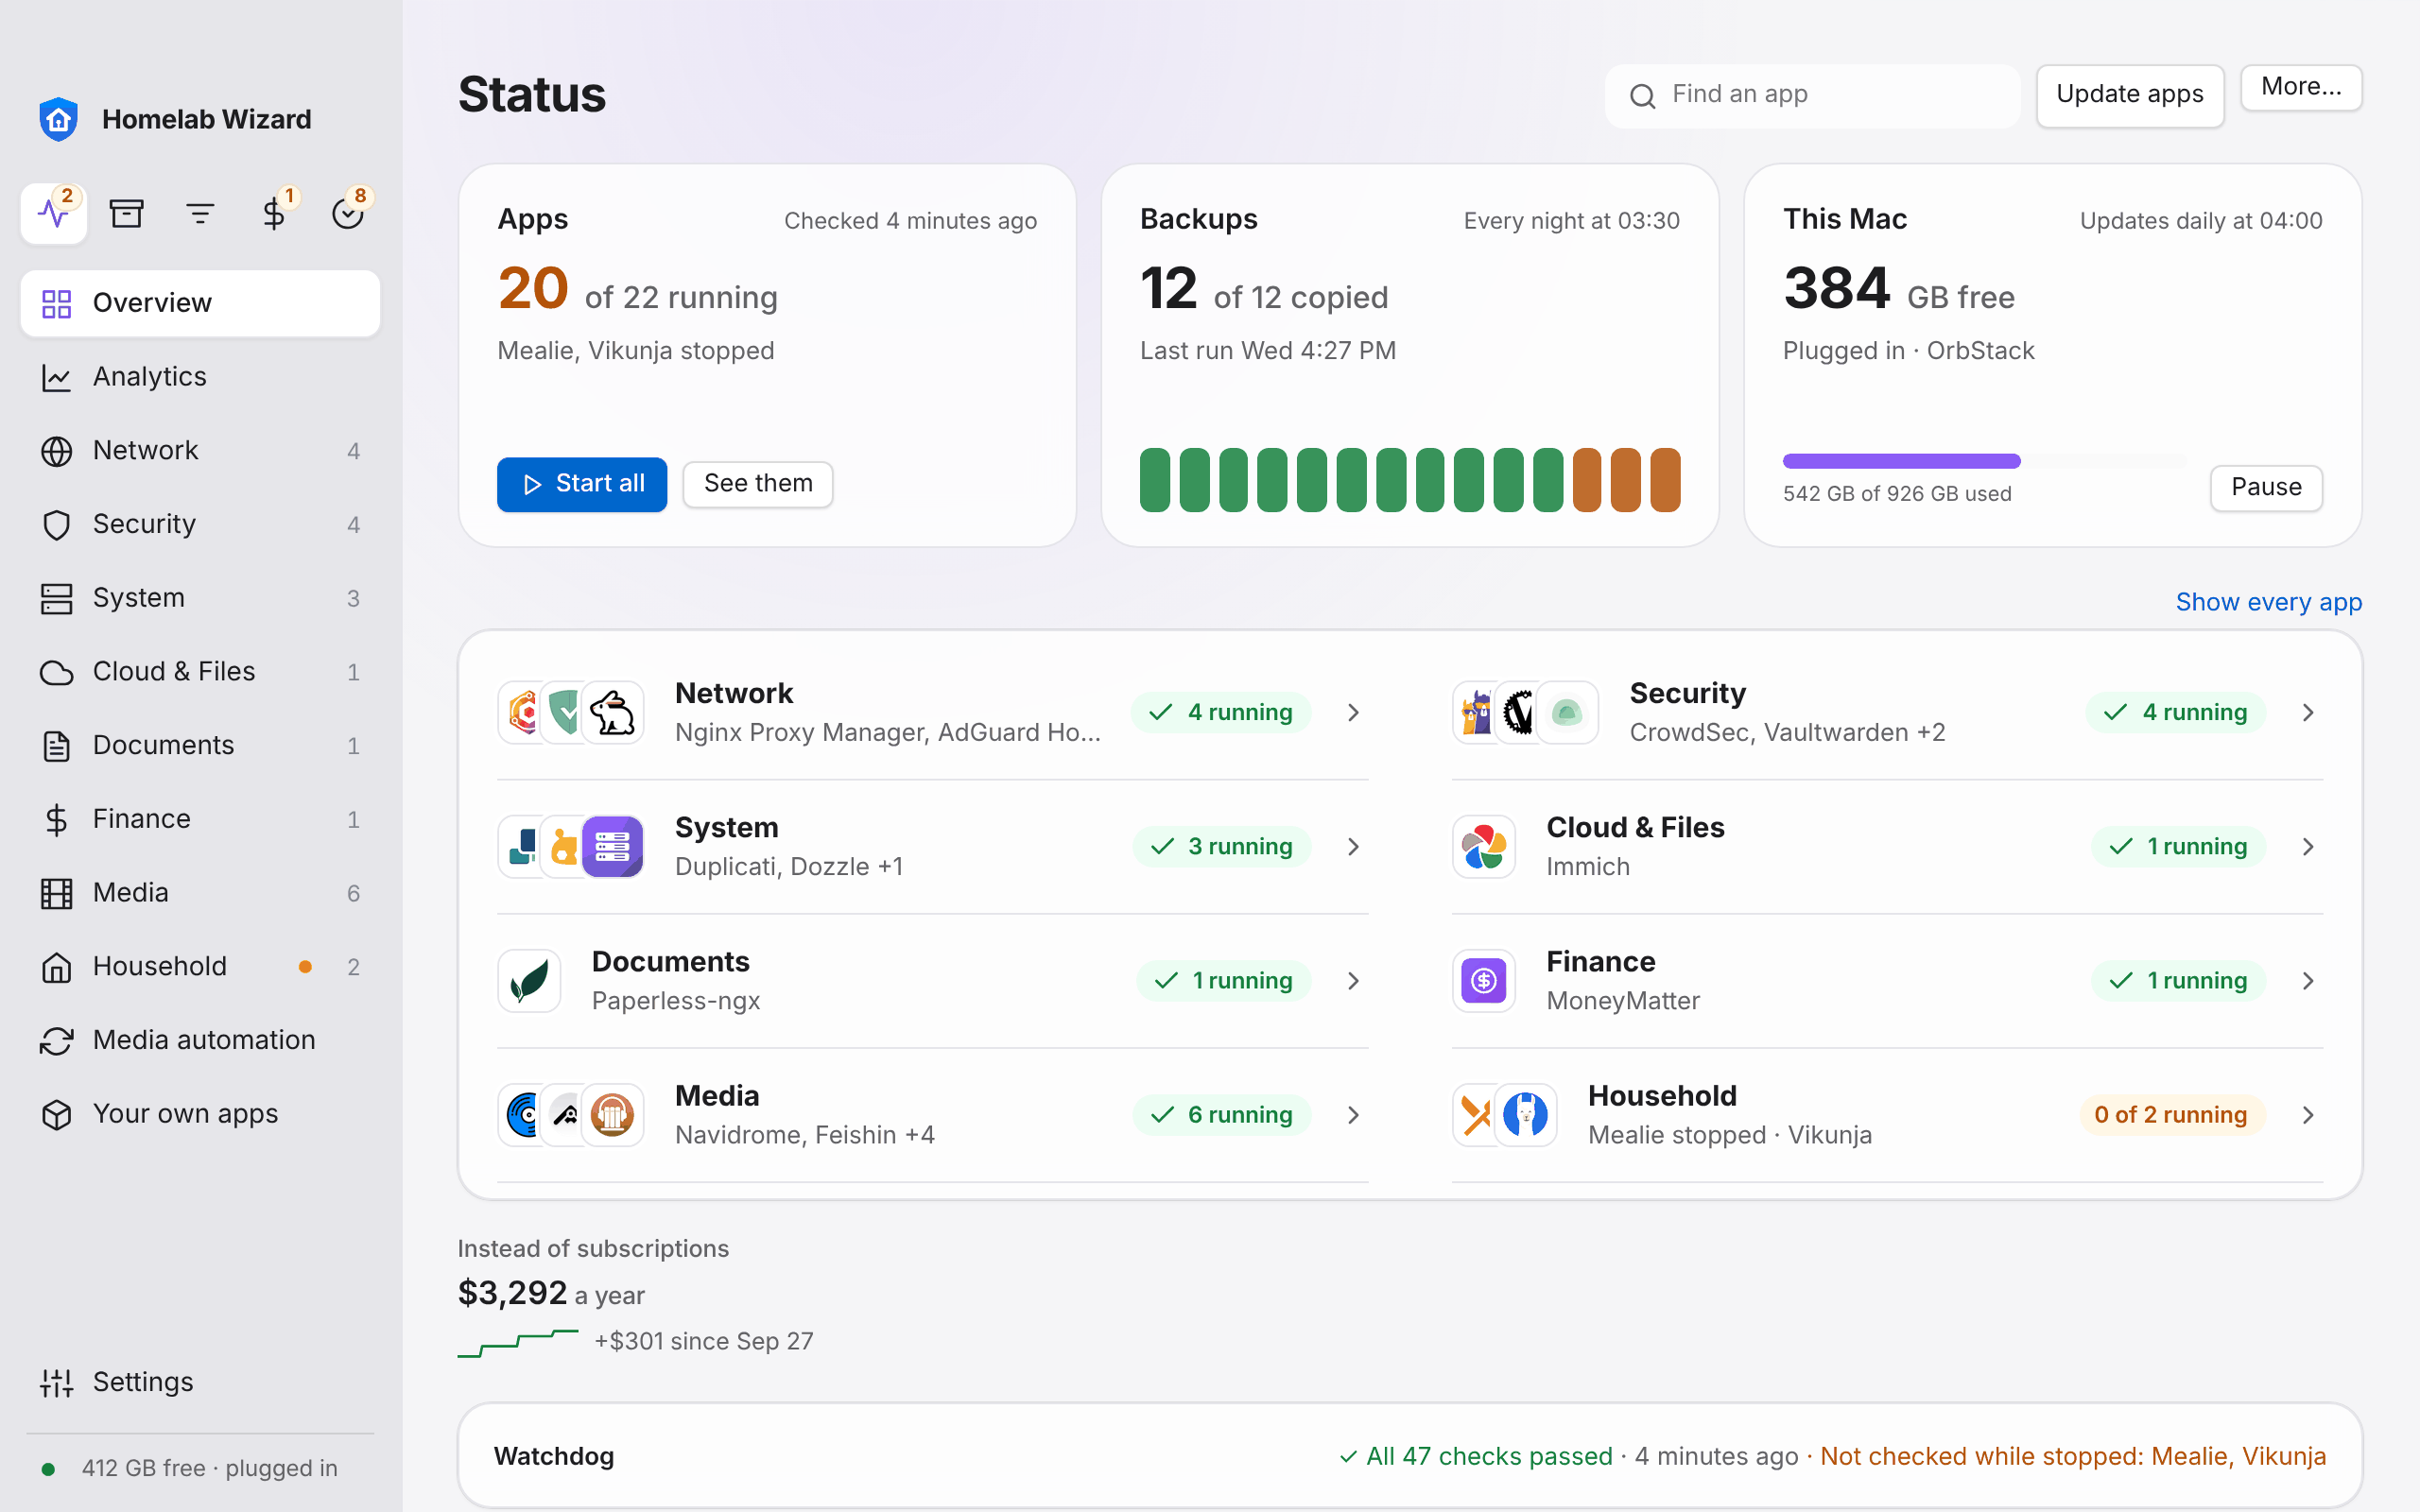 Homelab Wizard
2
1
8
Overview
Analytics
Network 4
Security 4
System 3
Cloud & Files 1
Documents 1
Finance 1
Media 6
Household 2
Media automation
Your own apps
Settings
412 GB free · plugged in
Status
Find an app
Update apps
More...
Apps
Checked 4 minutes ago
20 of 22 running
Mealie, Vikunja stopped
Start all
See them
Backups
Every night at 03:30
12 of 12 copied
Last run Wed 4:27 PM
This Mac
Updates daily at 04:00
384 GB free
Plugged in · OrbStack
542 GB of 926 GB used
Pause
Show every app
Network
Nginx Proxy Manager, AdGuard Ho...
4 running
Security
CrowdSec, Vaultwarden +2
4 running
System
Duplicati, Dozzle +1
3 running
Cloud & Files
Immich
1 running
Documents
Paperless-ngx
1 running
Finance
MoneyMatter
1 running
Media
Navidrome, Feishin +4
6 running
Household
Mealie stopped · Vikunja
0 of 2 running
Instead of subscriptions
$3,292 a year
+$301 since Sep 27
Watchdog
All 47 checks passed · 4 minutes ago · Not checked while stopped: Mealie, Vikunja